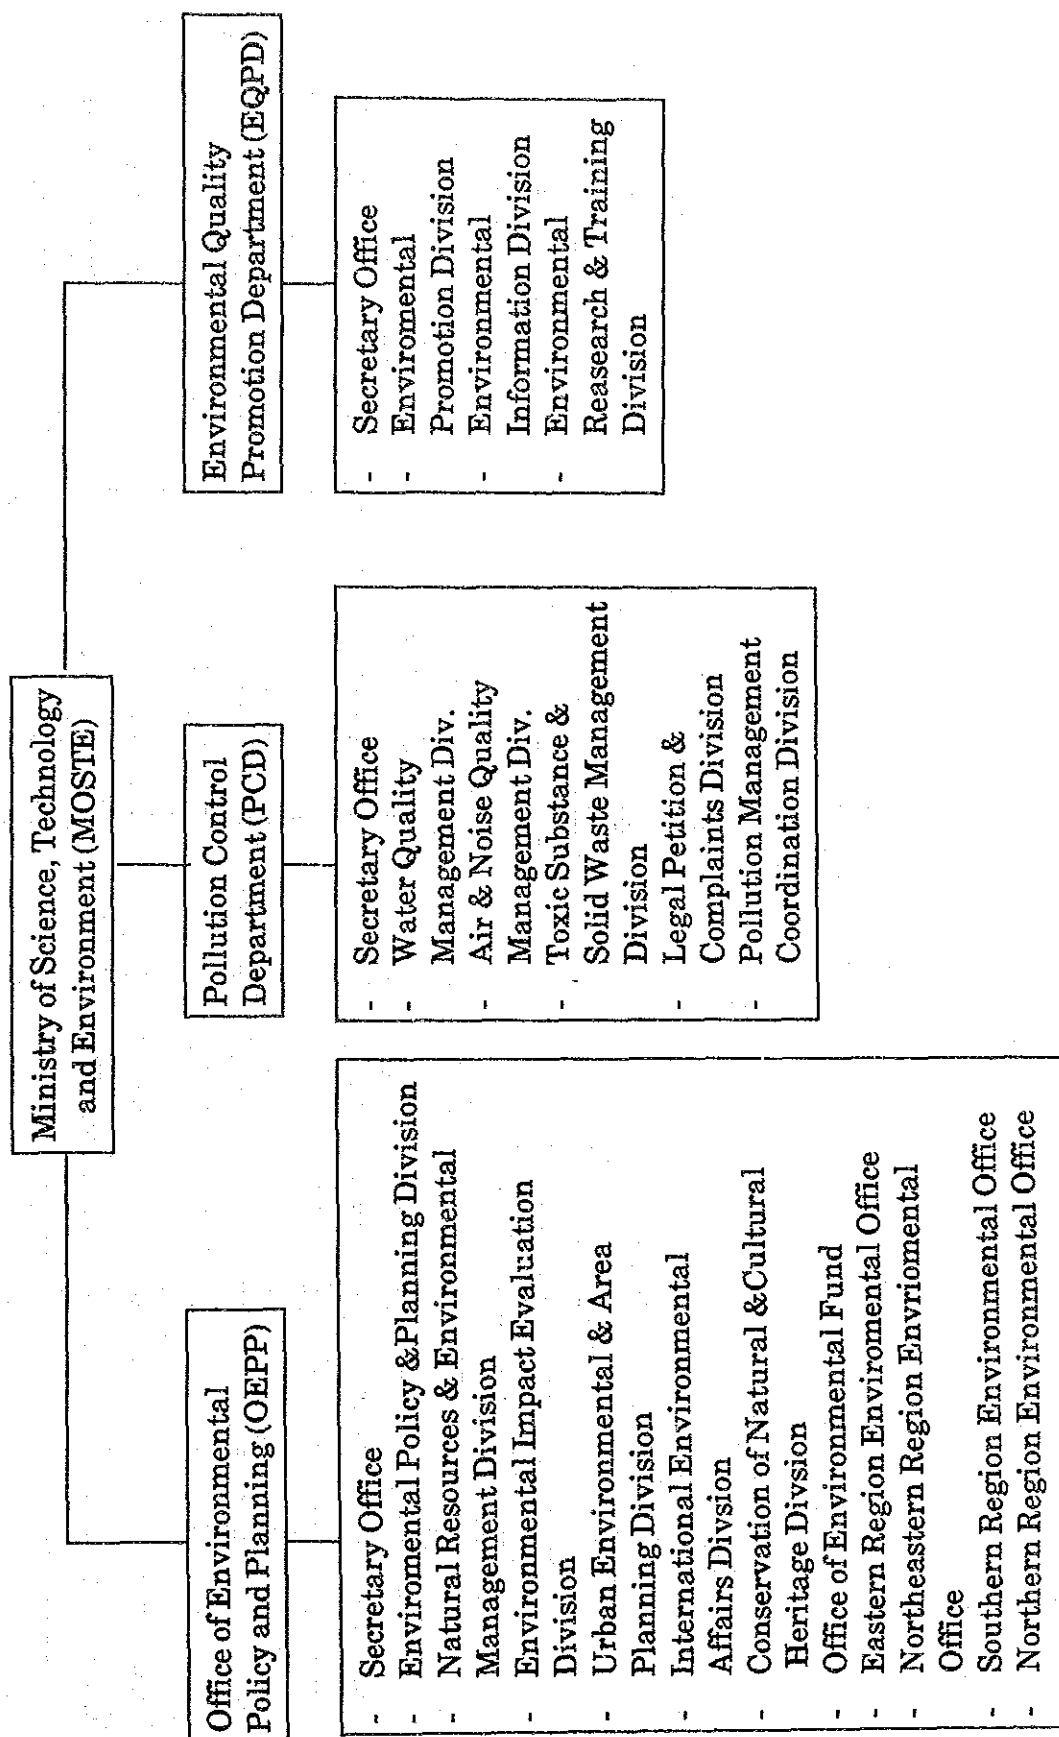 Ministry of Science, Technology
and Environment (MOSTE)
Office of Environmental
Policy and Planning (OEPP)
- Secretary Office
- Enviromental Policy &Planning Division
- Natural Resources & Environmental
Management Division
- Environmental Impact Evaluation
Division
- Urban Environmental & Area
Planning Division
- International Environmental
Affairs Division
- Conservation of Natural &Cultural
Heritage Division
- Office of Environmental Fund
- Eastern Region Enviromental Office
- Northeastern Region Envriomental
Office
- Southern Region Environmental Office
- Northern Region Environmental Office
Pollution Control
Department (PCD)
- Secretary Office
- Water Quality
Management Div.
- Air & Noise Quality
Management Div.
- Toxic Substance &
Solid Waste Management
Division
- Legal Petition &
Complaints Division
- Pollution Management
Coordination Division
Environmental Quality
Promotion Department (EQPD)
- Secretary Office
- Enviromental
Promotion Division
- Environmental
Information Division
- Environmental
Reasearch & Training
Division